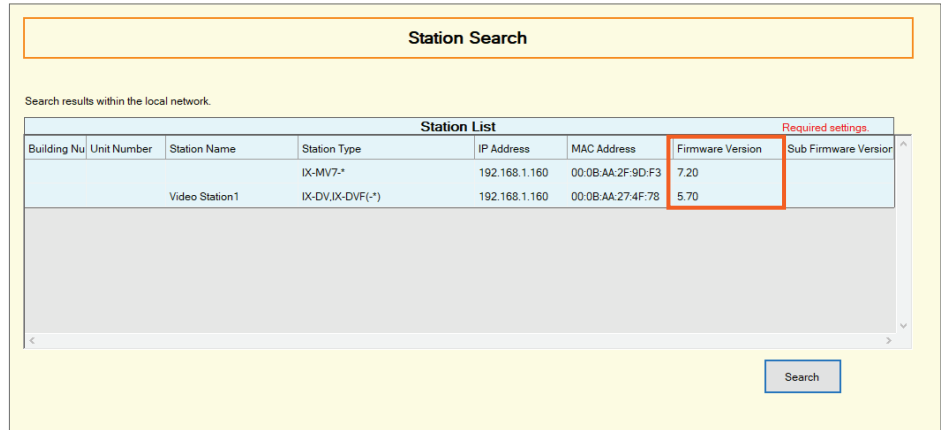 Station Search
Search results within the local network.
Station List Required settings.
Building Nu Unit Number Station Name Station Type IP Address MAC Address Firmware Version Sub Firmware Version
IX-MV7-* 192.168.1.160 00:0B:AA:2F:9D:F3 7.20
Video Station1 IX-DV,IX-DVF(-*) 192.168.1.160 00:0B:AA:27:4F:78 5.70
Search